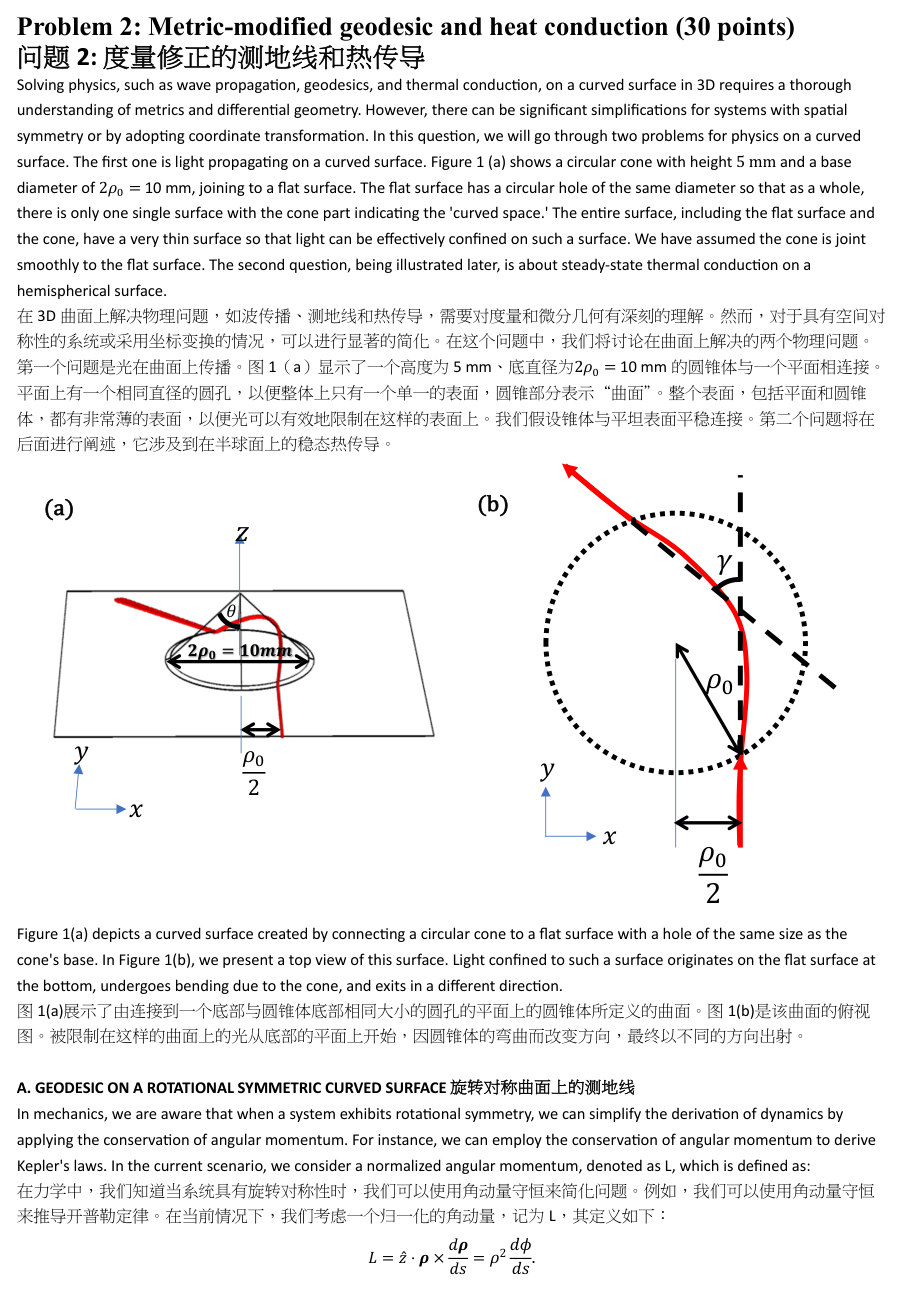 Problem 2: Metric-modified geodesic and heat conduction (30 points)
问题 2: 度量修正的测地线和热传导
Solving physics, such as wave propagation, geodesics, and thermal conduction, on a curved surface in 3D requires a thorough
understanding of metrics and differential geometry. However, there can be significant simplifications for systems with spatial
symmetry or by adopting coordinate transformation. In this question, we will go through two problems for physics on a curved
surface. The first one is light propagating on a curved surface. Figure 1 (a) shows a circular cone with height 5 mm and a base
diameter of 2ρ₀ = 10 mm, joining to a flat surface. The flat surface has a circular hole of the same diameter so that as a whole,
there is only one single surface with the cone part indicating the 'curved space.' The entire surface, including the flat surface and
the cone, have a very thin surface so that light can be effectively confined on such a surface. We have assumed the cone is joint
smoothly to the flat surface. The second question, being illustrated later, is about steady-state thermal conduction on a
hemispherical surface.
在 3D 曲面上解决物理问题，如波传播、测地线和热传导，需要对度量和微分几何有深刻的理解。然而，对于具有空间对
称性的系统或采用坐标变换的情况，可以进行显著的简化。在这个问题中，我们将讨论在曲面上解决的两个物理问题。
第一个问题是光在曲面上传播。图 1（a）显示了一个高度为 5 mm、底直径为2ρ₀ = 10 mm 的圆锥体与一个平面相连接。
平面上有一个相同直径的圆孔，以便整体上只有一个单一的表面，圆锥部分表示“曲面”。整个表面，包括平面和圆锥
体，都有非常薄的表面，以便光可以有效地限制在这样的表面上。我们假设锥体与平坦表面平稳连接。第二个问题将在
后面进行阐述，它涉及到在半球面上的稳态热传导。
(a)
z
θ
2ρ₀ = 10mm
ρ₀/2
y
x
(b)
γ
ρ₀
y
x
ρ₀/2
Figure 1(a) depicts a curved surface created by connecting a circular cone to a flat surface with a hole of the same size as the
cone's base. In Figure 1(b), we present a top view of this surface. Light confined to such a surface originates on the flat surface at
the bottom, undergoes bending due to the cone, and exits in a different direction.
图 1(a)展示了由连接到一个底部与圆锥体底部相同大小的圆孔的平面上的圆锥体所定义的曲面。图 1(b)是该曲面的俯视
图。被限制在这样的曲面上的光从底部的平面上开始，因圆锥体的弯曲而改变方向，最终以不同的方向出射。
A. GEODESIC ON A ROTATIONAL SYMMETRIC CURVED SURFACE 旋转对称曲面上的测地线
In mechanics, we are aware that when a system exhibits rotational symmetry, we can simplify the derivation of dynamics by
applying the conservation of angular momentum. For instance, we can employ the conservation of angular momentum to derive
Kepler's laws. In the current scenario, we consider a normalized angular momentum, denoted as L, which is defined as:
在力学中，我们知道当系统具有旋转对称性时，我们可以使用角动量守恒来简化问题。例如，我们可以使用角动量守恒
来推导开普勒定律。在当前情况下，我们考虑一个归一化的角动量，记为 L，其定义如下：
L = ẑ · ρ × dρ/ds = ρ² dϕ/ds.